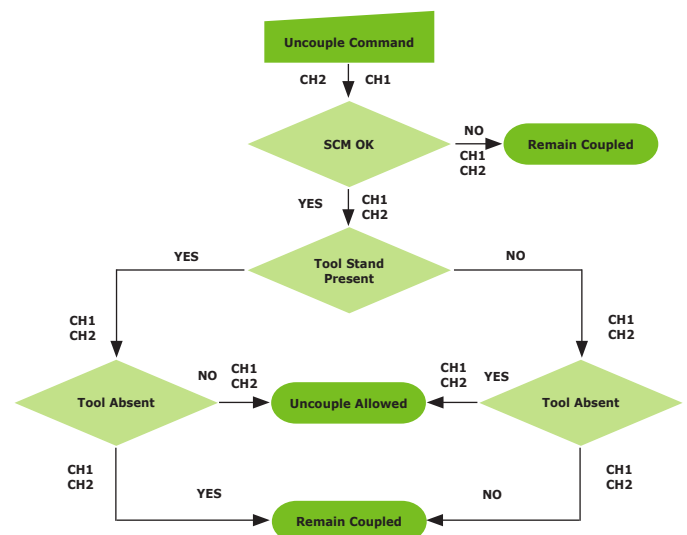 Uncouple Command
CH2
CH1
SCM OK
NO
CH1
CH2
Remain Coupled
YES
CH1
CH2
Tool Stand
Present
YES
NO
CH1
CH2
CH1
CH2
Tool Absent
NO
CH1
CH2
Uncouple Allowed
CH1
CH2
YES
Tool Absent
CH1
CH2
YES
Remain Coupled
NO
CH1
CH2